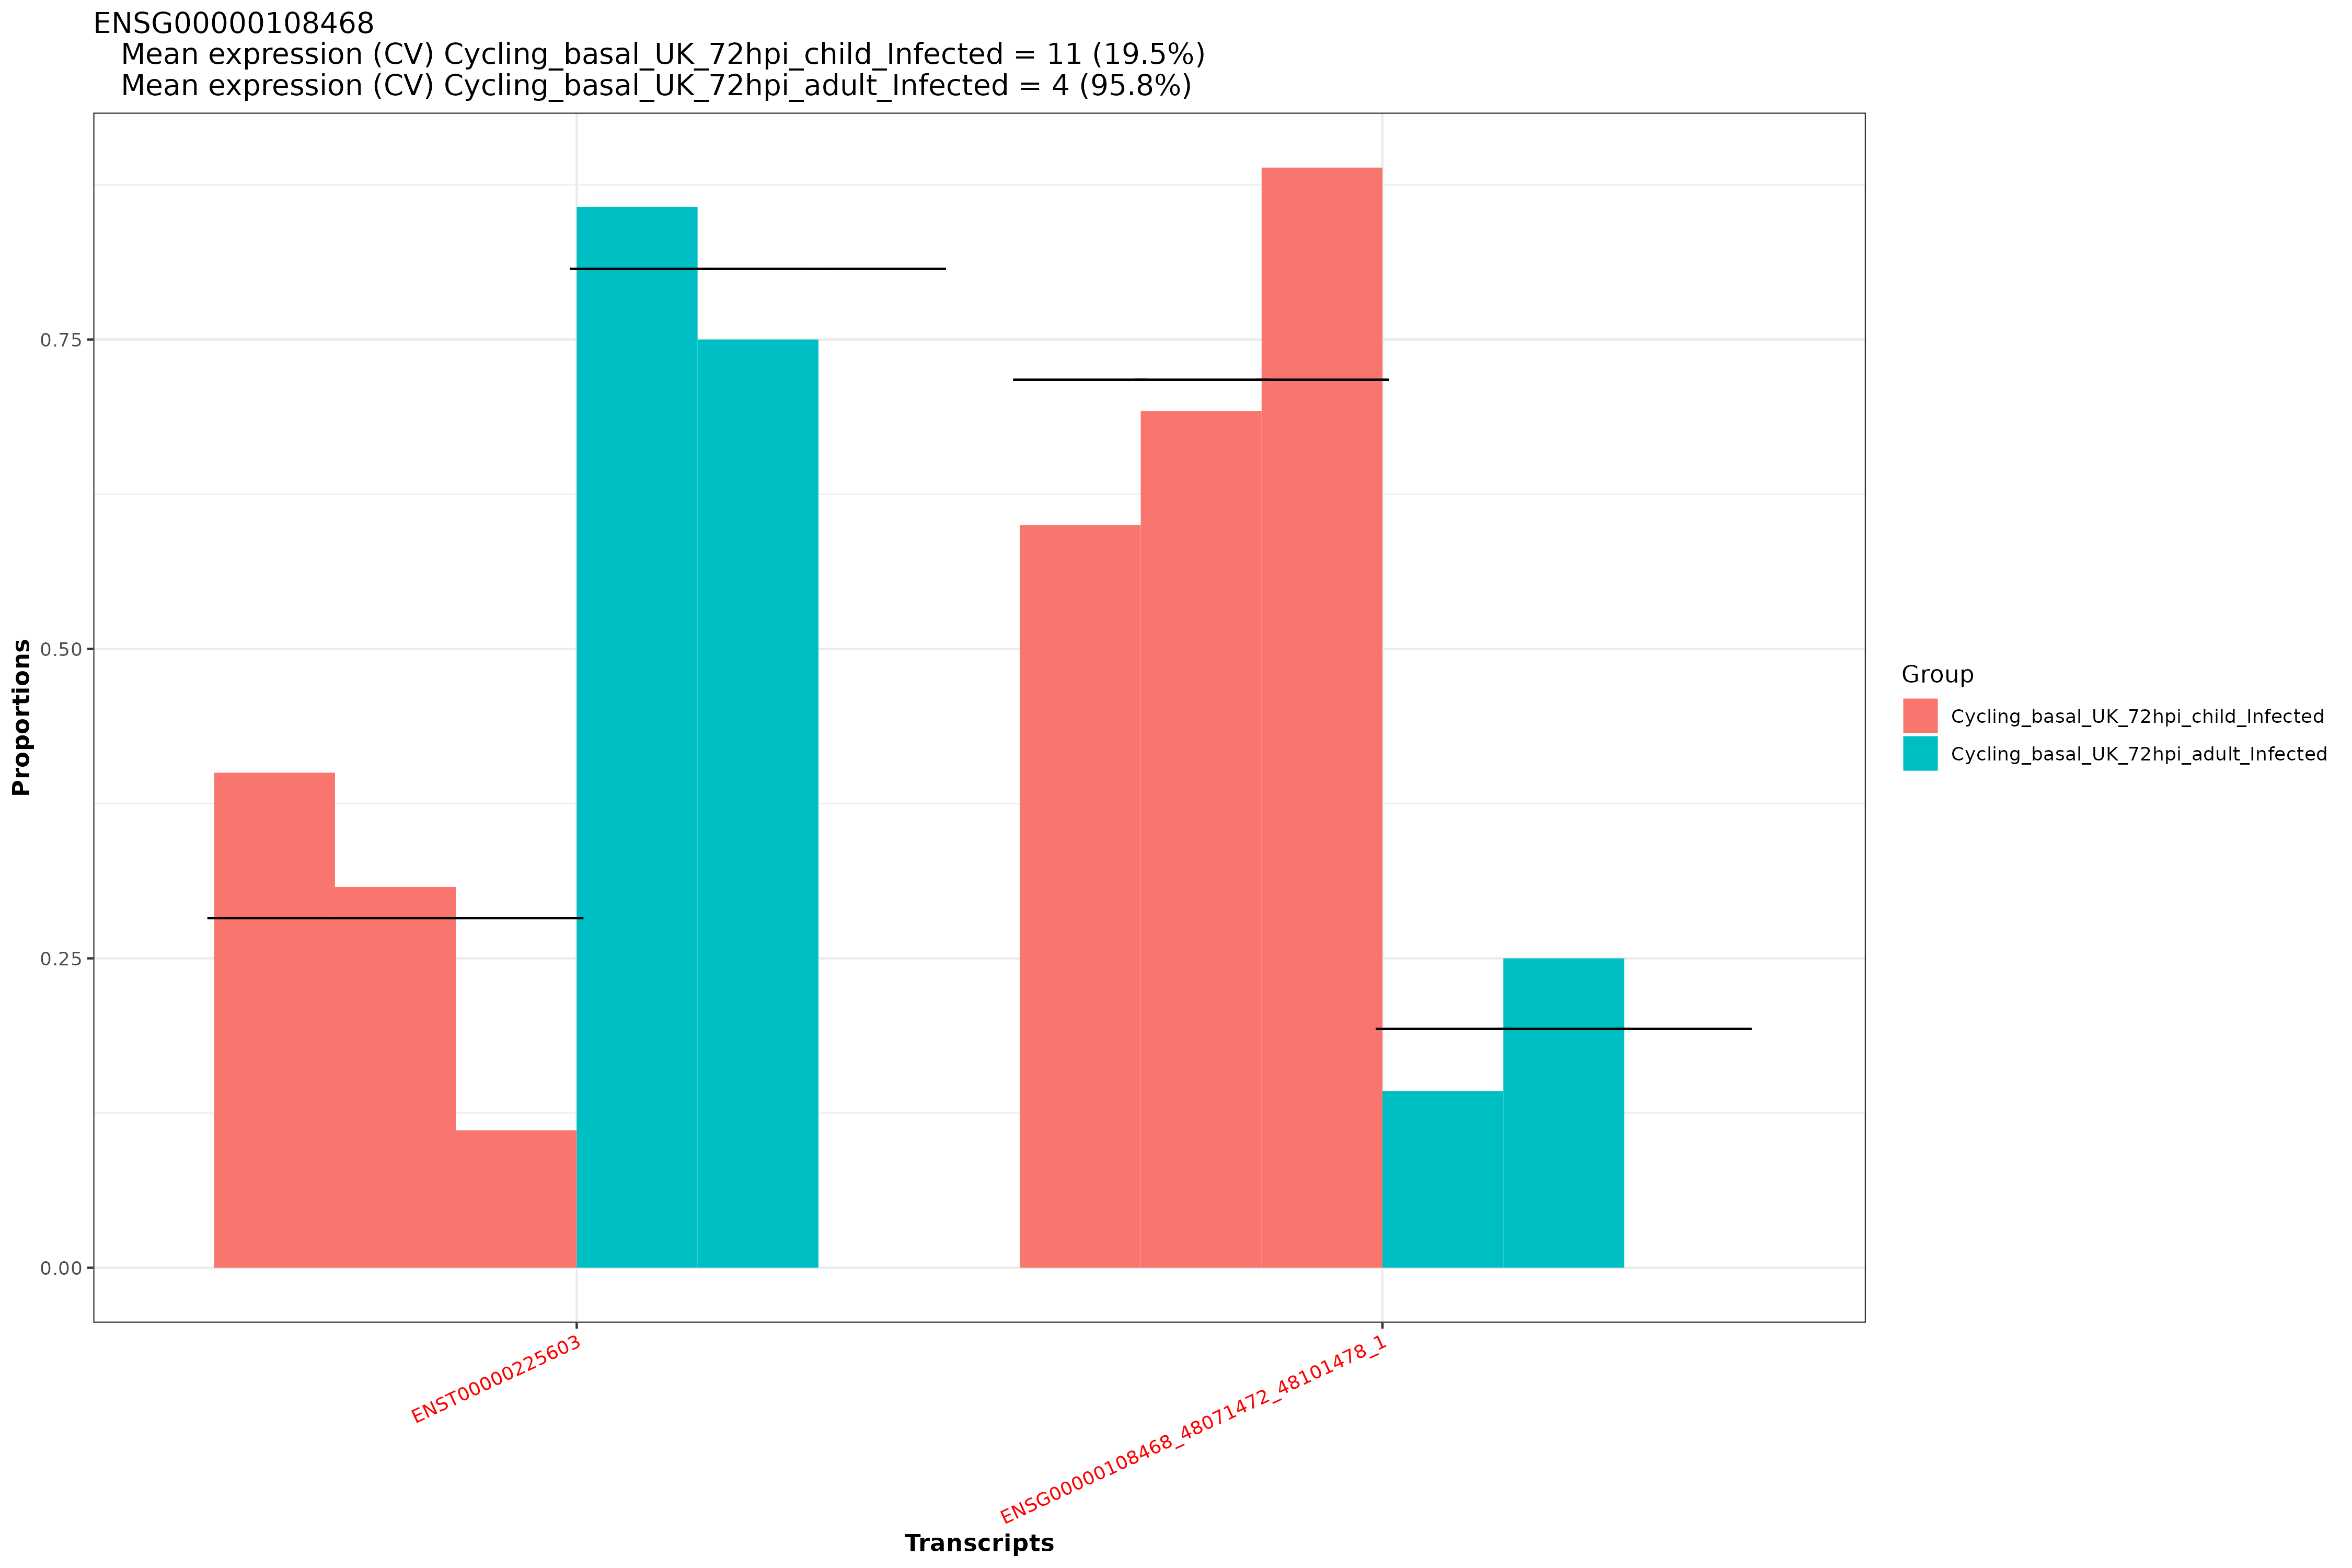 ENSG00000108468
Mean expression (CV) Cycling_basal_UK_72hpi_child_Infected = 11 (19.5%)
Mean expression (CV) Cycling_basal_UK_72hpi_adult_Infected = 4 (95.8%)
Proportions
0.75
0.50
0.25
0.00
ENST00000225603
ENSG00000108468_48071472_48101478_1
Transcripts
Group
Cycling_basal_UK_72hpi_child_Infected
Cycling_basal_UK_72hpi_adult_Infected